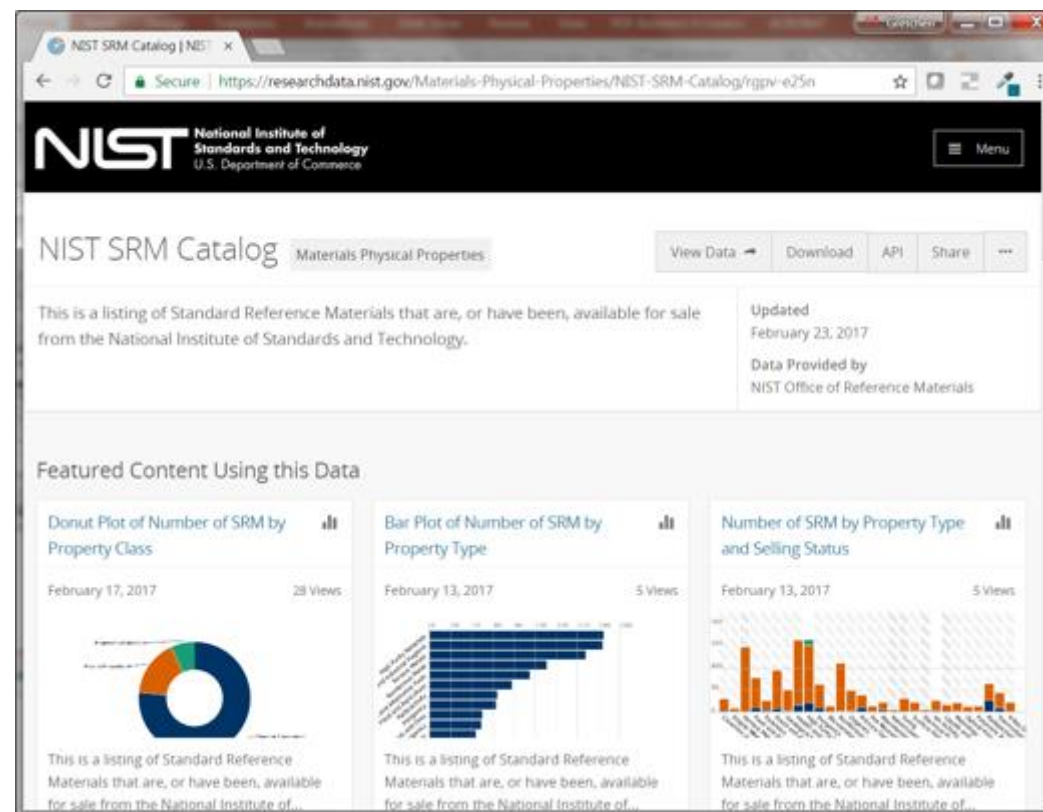 NIST SRM Catalog | NIS
Secure | https://researchdata.nist.gov/Materials-Physical-Properties/NIST-SRM-Catalog/rgpv-e25n
NIST National Institute of
Standards and Technology
U.S. Department of Commerce
Menu
NIST SRM Catalog Materials Physical Properties
View Data Download API Share
This is a listing of Standard Reference Materials that are, or have been, available for sale
from the National Institute of Standards and Technology.
Updated
February 23, 2017
Data Provided by
NIST Office of Reference Materials
Featured Content Using this Data
Donut Plot of Number of SRM by
Property Class
February 17, 2017 28 Views
This is a listing of Standard Reference
Materials that are, or have been, available
for sale from the National Institute of...
Bar Plot of Number of SRM by
Property Type
February 13, 2017 5 Views
This is a listing of Standard Reference
Materials that are, or have been, available
for sale from the National Institute of...
Number of SRM by Property Type
and Selling Status
February 13, 2017 5 Views
This is a listing of Standard Reference
Materials that are, or have been, available
for sale from the National Institute of...